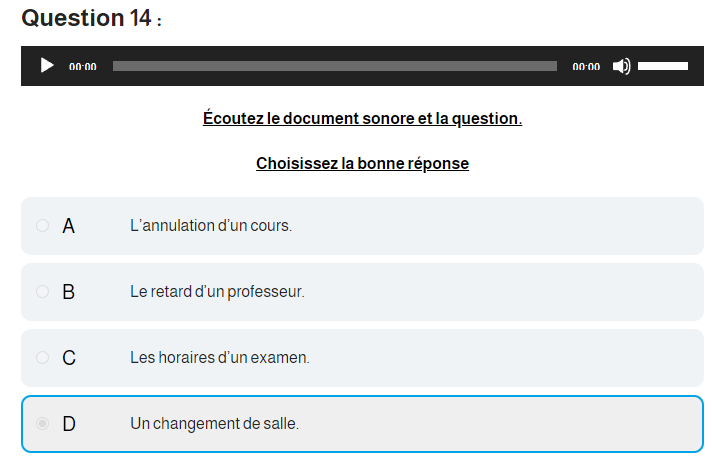 Question 14 :
00:00 00:00
Écoutez le document sonore et la question.
Choisissez la bonne réponse
A L'annulation d'un cours.
B Le retard d'un professeur.
C Les horaires d'un examen.
D Un changement de salle.